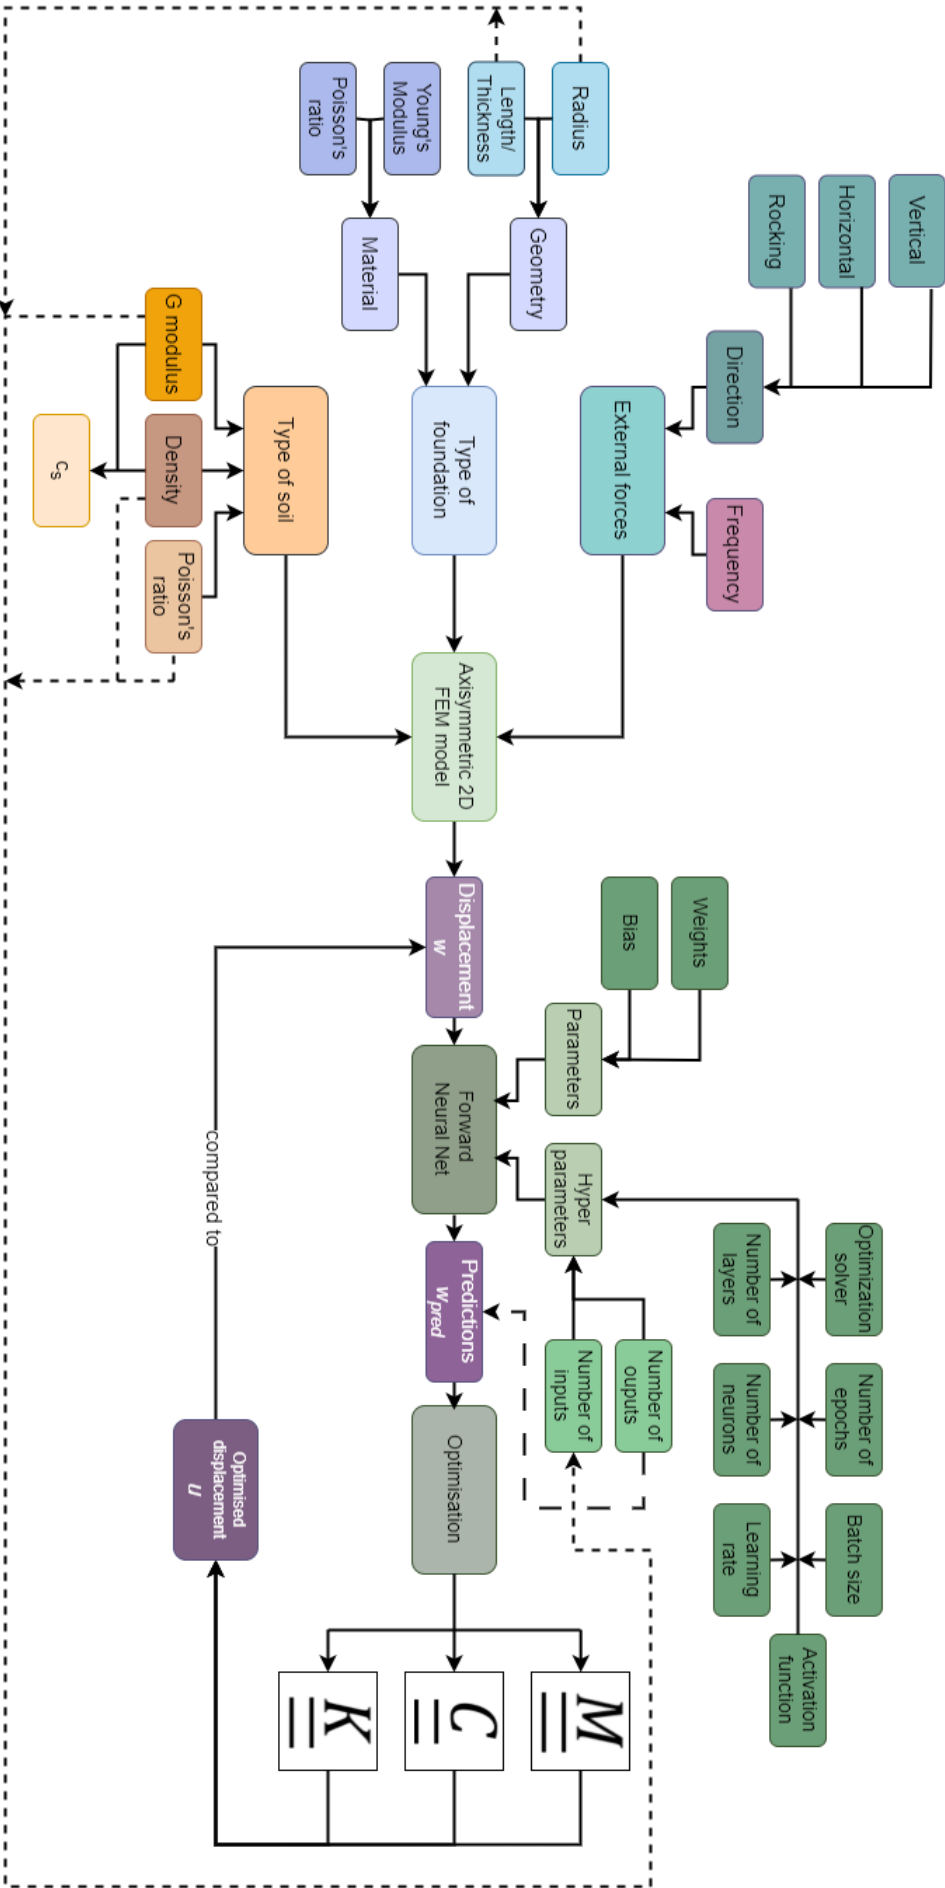 Vertical
Horizontal
Rocking
Direction
Frequency
External forces
Radius
Length/
Thickness
Geometry
Young's
Modulus
Poisson's
ratio
Material
Type of
foundation
G modulus
Density
Poisson's
ratio
Type of soil
cs
Axisymmetric 2D
FEM model
Displacement
w
Weights
Bias
Parameters
Hyper
parameters
Forward
Neural Net
Optimization
solver
Number of
epochs
Batch size
Number of
layers
Number of
neurons
Learning
rate
Activation
function
Number of
ouputs
Number of
inputs
Predictions
wpred
Optimisation
M
C
K
Optimised
displacement
U
compared to